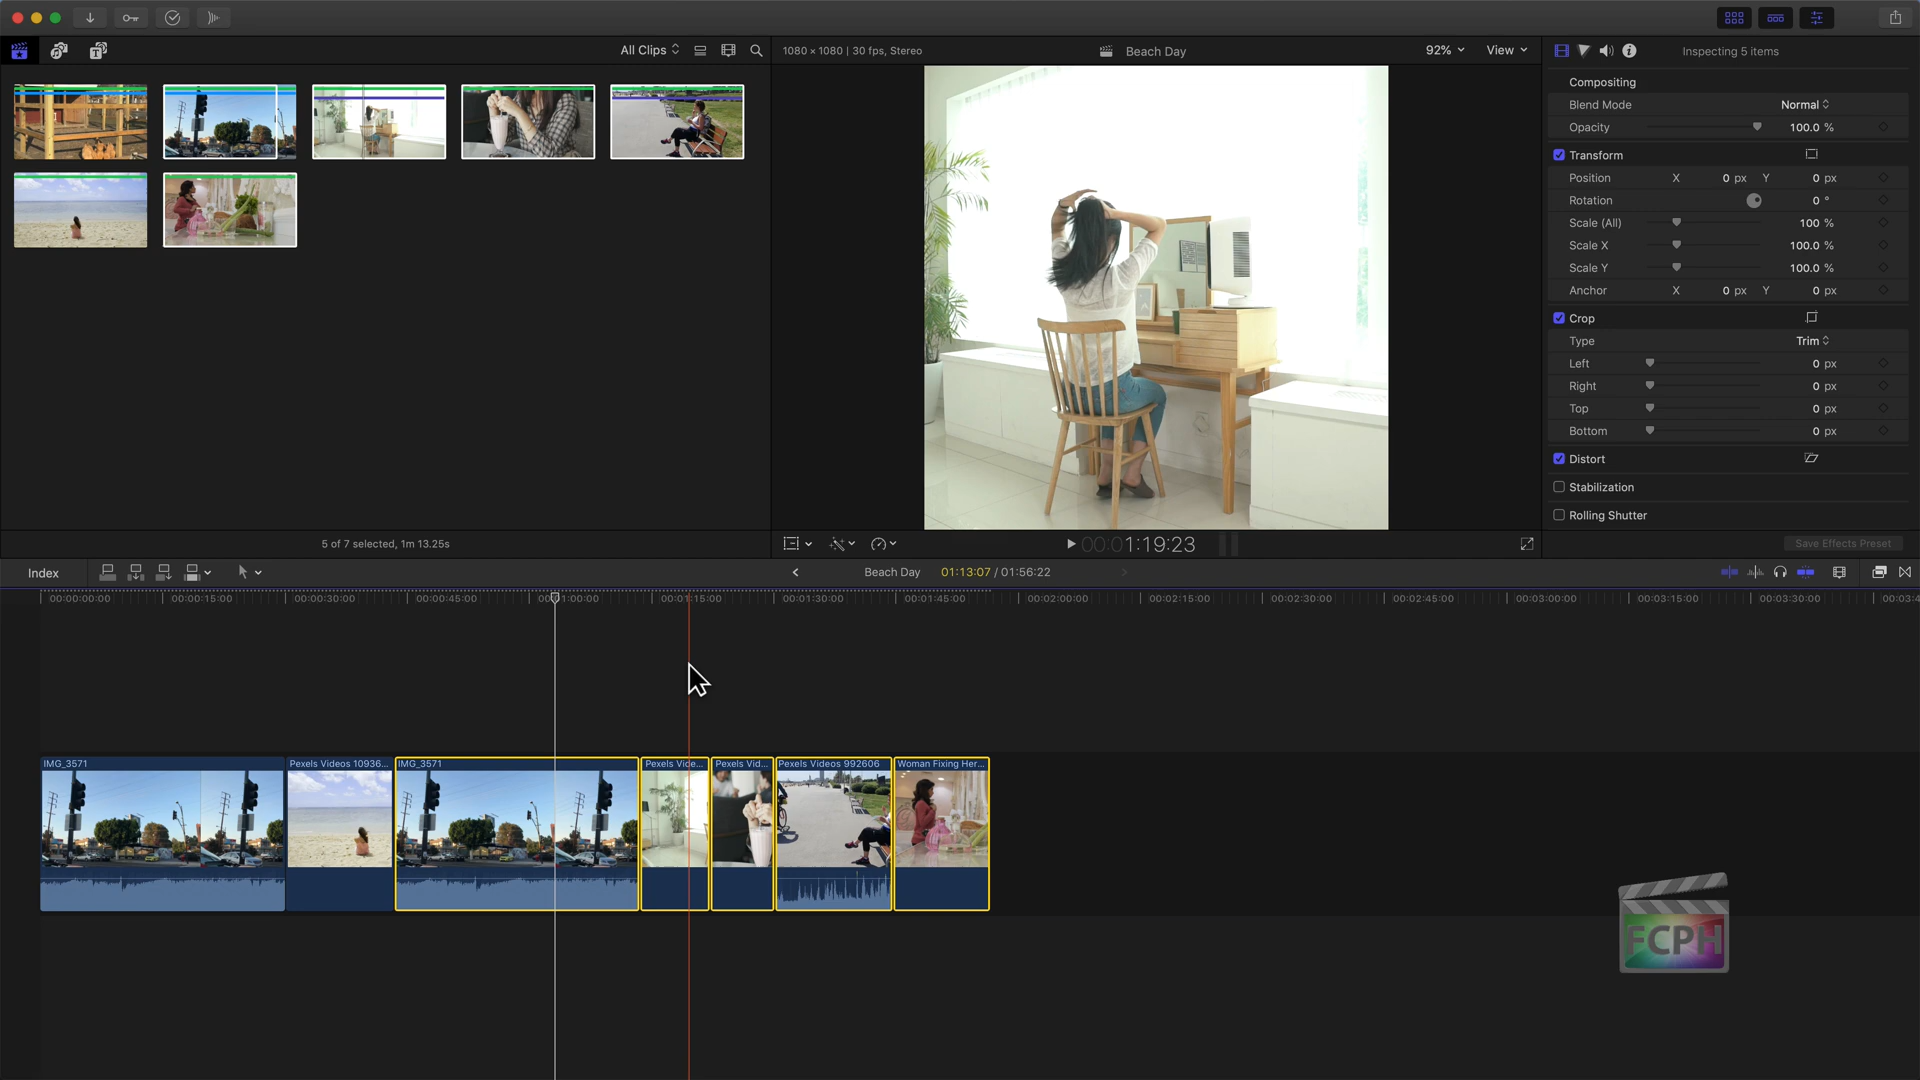 All Clips
1080 × 1080 | 30 fps, Stereo
Beach Day
92%
View
Inspecting 5 items
Compositing
Blend Mode Normal
Opacity 100.0 %
Transform
Position X 0 px Y 0 px
Rotation 0 °
Scale (All) 100 %
Scale X 100.0 %
Scale Y 100.0 %
Anchor X 0 px Y 0 px
Crop
Type Trim
Left 0 px
Right 0 px
Top 0 px
Bottom 0 px
Distort
Stabilization
Rolling Shutter
5 of 7 selected, 1m 13.25s
00:01:19:23
Save Effects Preset
Index
Beach Day 01:13:07 / 01:56:22
00:00:00:00 00:00:15:00 00:00:30:00 00:00:45:00 00:01:00:00 00:01:15:00 00:01:30:00 00:01:45:00 00:02:00:00 00:02:15:00 00:02:30:00 00:02:45:00 00:03:00:00 00:03:15:00 00:03:30:00 00:03:4
IMG_3571
Pexels Videos 10936...
IMG_3571
Pexels Vide...
Pexels Vid...
Pexels Videos 992606
Woman Fixing Her...
FCPH